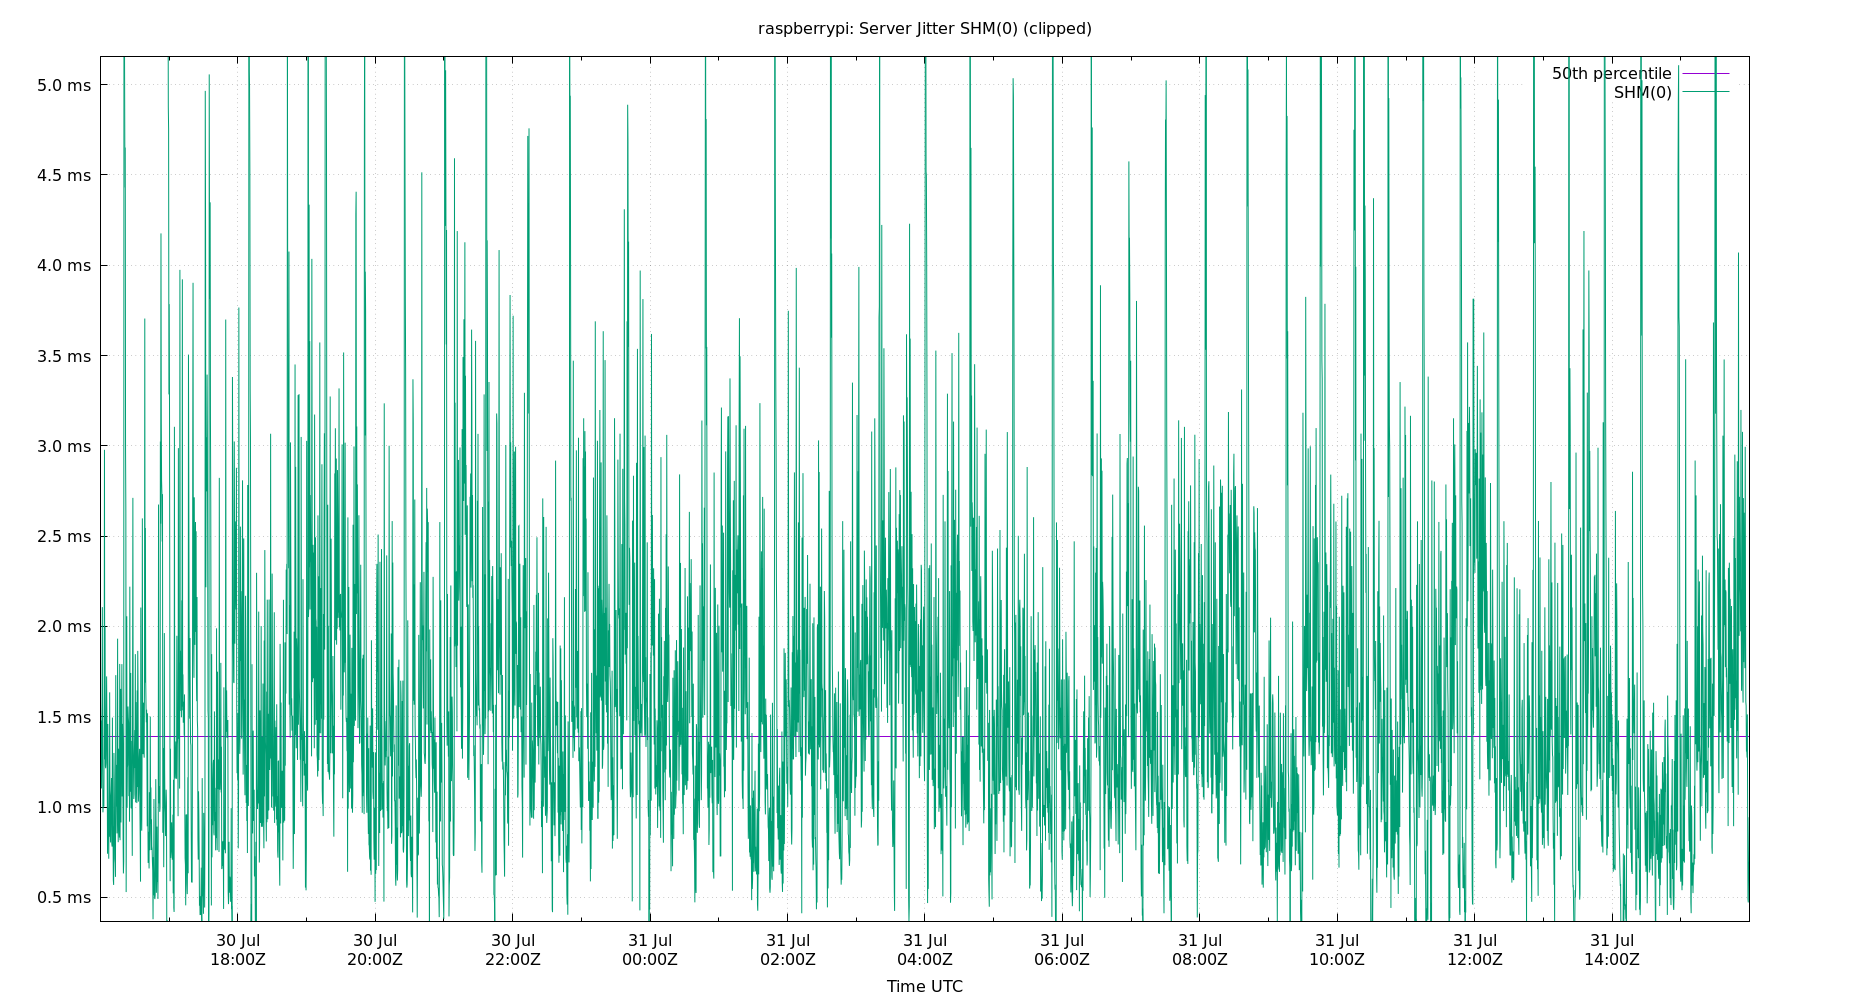 raspberrypi: Server Jitter SHM(0) (clipped)
50th percentile
SHM(0)
5.0 ms
4.5 ms
4.0 ms
3.5 ms
3.0 ms
2.5 ms
2.0 ms
1.5 ms
1.0 ms
0.5 ms
30 Jul 30 Jul 30 Jul 31 Jul 31 Jul 31 Jul 31 Jul 31 Jul 31 Jul 31 Jul 31 Jul
18:00Z 20:00Z 22:00Z 00:00Z 02:00Z 04:00Z 06:00Z 08:00Z 10:00Z 12:00Z 14:00Z
Time UTC